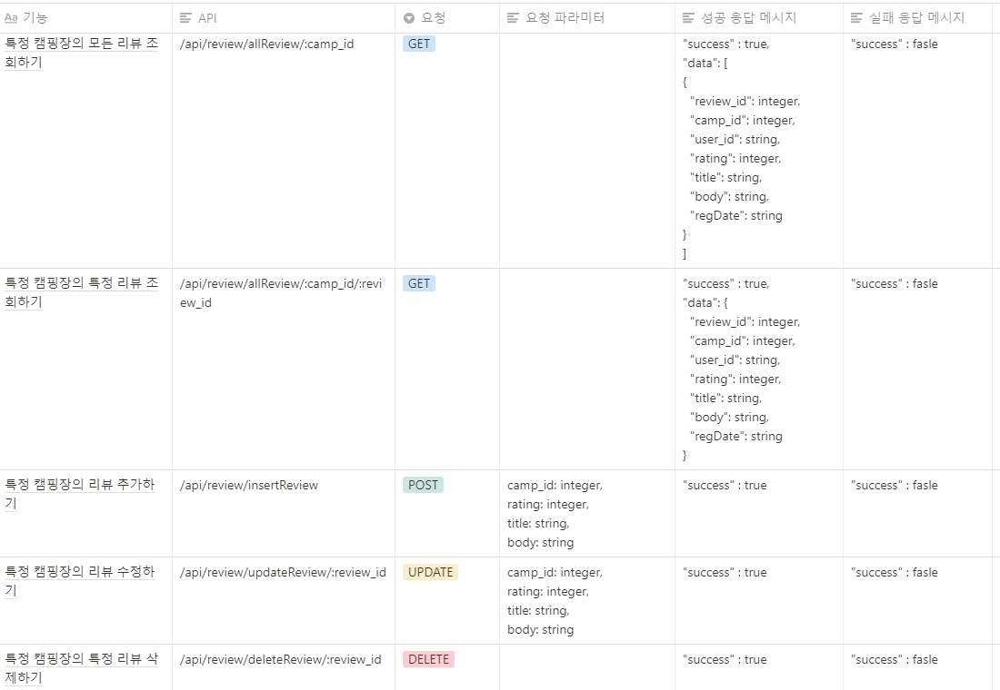 Aa 기능 API 요청 요청 파라미터 성공 응답 메시지 실패 응답 메시지
특정 캠핑장의 모든 리뷰 조
회하기
/api/review/allReview/:camp_id
GET
"success" : true,
"data": [
{
"review_id": integer,
"camp_id": integer,
"user_id": string,
"rating": integer,
"title": string,
"body": string,
"regDate": string
}
]
"success" : fasle
특정 캠핑장의 특정 리뷰 조
회하기
/api/review/allReview/:camp_id/:revi
ew_id
GET
"success" : true,
"data": {
"review_id": integer,
"camp_id": integer,
"user_id": string,
"rating": integer,
"title": string,
"body": string,
"regDate": string
}
"success" : fasle
특정 캠핑장의 리뷰 추가하
기
/api/review/insertReview
POST
camp_id: integer,
rating: integer,
title: string,
body: string
"success" : true
"success" : fasle
특정 캠핑장의 리뷰 수정하
기
/api/review/updateReview/:review_id
UPDATE
camp_id: integer,
rating: integer,
title: string,
body: string
"success" : true
"success" : fasle
특정 캠핑장의 특정 리뷰 삭
제하기
/api/review/deleteReview/:review_id
DELETE
"success" : true
"success" : fasle